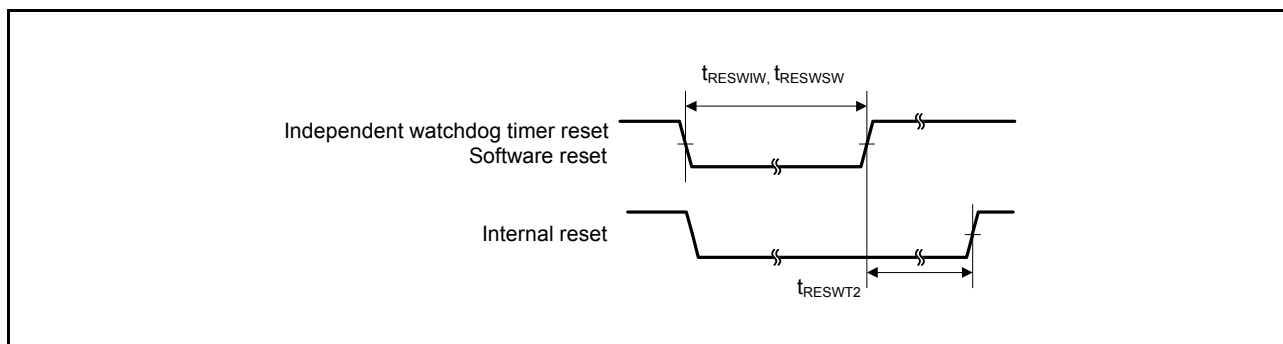 tRESWIW, tRESWSW
Independent watchdog timer reset
Software reset
Internal reset
tRESWT2